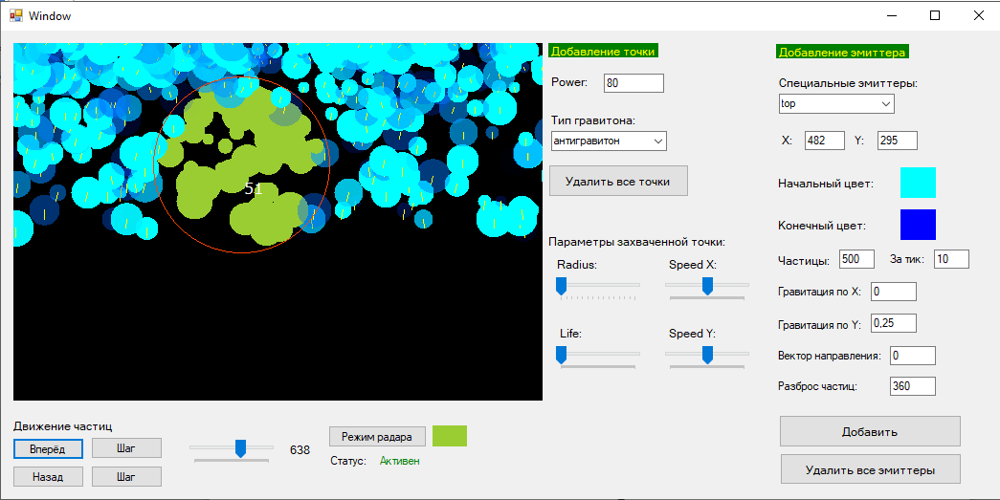 Window
51
Добавление точки
Power: 80
Тип гравитона:
антигравитон
Удалить все точки
Параметры захваченной точки:
Radius: Speed X:
Life: Speed Y:
Добавление эмиттера
Специальные эмиттеры:
top
X: 482 Y: 295
Начальный цвет:
Конечный цвет:
Частицы: 500 За тик: 10
Гравитация по X: 0
Гравитация по Y: 0,25
Вектор направления: 0
Разброс частиц: 360
Добавить
Удалить все эмиттеры
Движение частиц
Вперёд Шаг
Назад Шаг
638
Режим радара
Статус: Активен